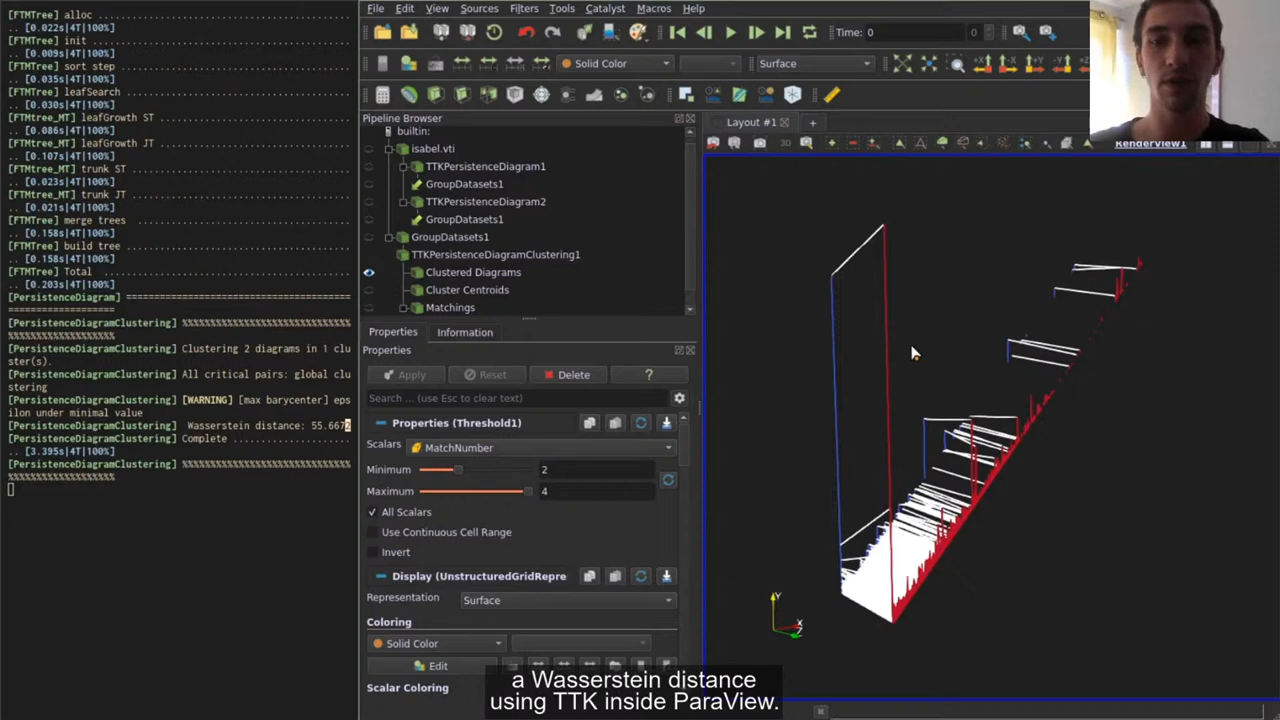 [FTMTree] alloc ........................................
.. [0.022s|4T|100%]
[FTMtree] init ........................................
.. [0.009s|4T|100%]
[FTMtree] sort step ...................................
.. [0.035s|4T|100%]
[FTMtree] leafSearch ..................................
.. [0.030s|4T|100%]
[FTMtree_MT] leafGrowth ST ............................
.. [0.086s|4T|100%]
[FTMtree_MT] leafGrowth JT ............................
.. [0.107s|4T|100%]
[FTMtree_MT] trunk ST .................................
.. [0.023s|4T|100%]
[FTMtree_MT] trunk JT .................................
.. [0.021s|4T|100%]
[FTMtree] merge trees .................................
.. [0.158s|4T|100%]
[FTMtree] build tree ..................................
.. [0.158s|4T|100%]
[FTMtree] Total .......................................
.. [0.203s|4T|100%]
[PersistenceDiagram] ======================================
===================
[PersistenceDiagramClustering] %%%%%%%%%%%%%%%%%%%%%%%%%%%%
%%%%%%%%%%%%%%%%%%%
[PersistenceDiagramClustering] Clustering 2 diagrams in 1 clu
ster(s).
[PersistenceDiagramClustering] All critical pairs: global clu
stering
[PersistenceDiagramClustering] [WARNING] [max barycenter] eps
ilon under minimal value
[PersistenceDiagramClustering]  Wasserstein distance: 55.6672
[PersistenceDiagramClustering] Complete ...................
.. [3.395s|4T|100%]
[PersistenceDiagramClustering] %%%%%%%%%%%%%%%%%%%%%%%%%%%%
%%%%%%%%%%%%%%%%%%%
File Edit View Sources Filters Tools Catalyst Macros Help
Time: 0 0
Solid Color Surface
+X -X +Y -Y
Pipeline Browser
builtin:
isabel.vti
TTKPersistenceDiagram1
GroupDatasets1
TTKPersistenceDiagram2
GroupDatasets1
GroupDatasets1
TTKPersistenceDiagramClustering1
Clustered Diagrams
Cluster Centroids
Matchings
Properties Information
Properties
Apply Reset Delete ?
Search ... (use Esc to clear text)
Properties (Threshold1)
Scalars MatchNumber
Minimum 2
Maximum 4
All Scalars
Use Continuous Cell Range
Invert
Display (UnstructuredGridRepre
Representation Surface
Coloring
Solid Color
Edit
Scalar Coloring
Layout #1 +
3D RenderView1
Y
X
Z
a Wasserstein distance
using TTK inside ParaView.